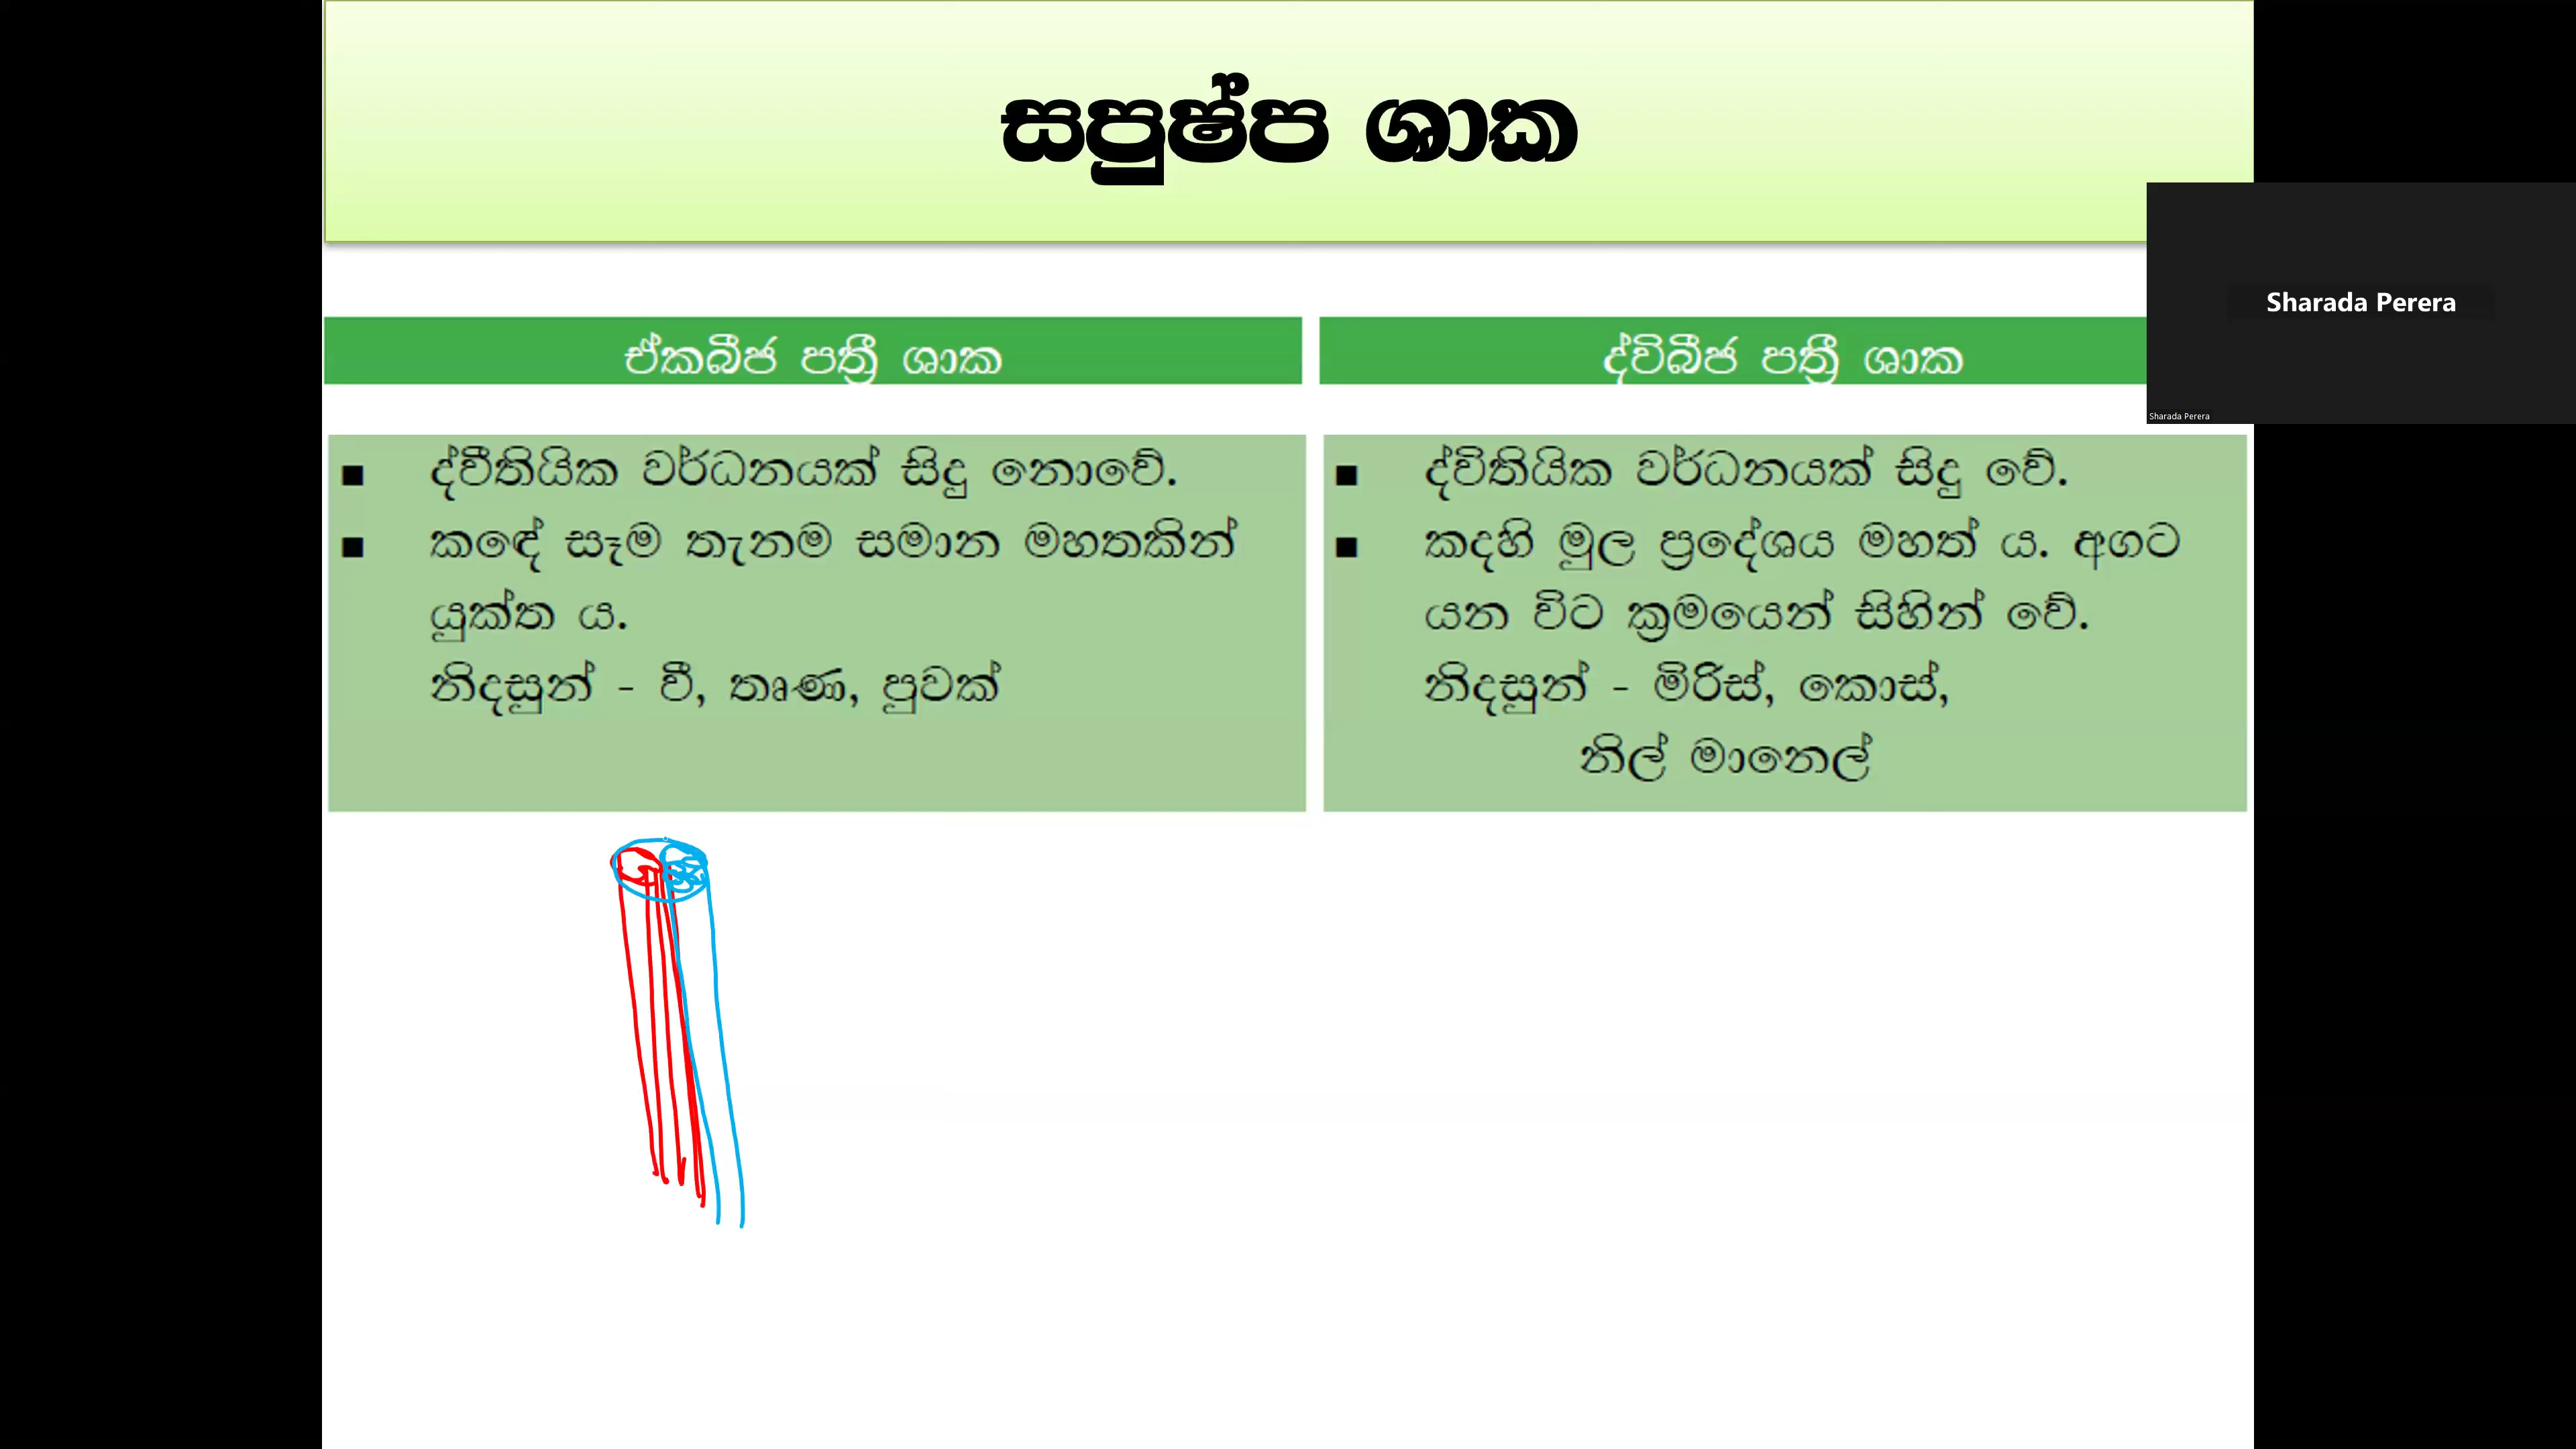 සපුෂ්ප ශාක
Sharada Perera
Sharada Perera
ඒකබීජ පත්‍රී ශාක
ද්විබීජ පත්‍රී ශාක
■ ද්වීතියික වර්ධනයක් සිදු නොවේ.
■ කඳේ සෑම තැනම සමාන මහතකින්
යුක්ත ය.
නිදසුන් - වී, තෘණ, පුවක්
■ ද්විතියික වර්ධනයක් සිදු වේ.
■ කදහි මුල ප්‍රදේශය මහත් ය. අගට
යන විට ක්‍රමයෙන් සිහින් වේ.
නිදසුන් - මිරිස්, කොස්,
නිල් මානෙල්